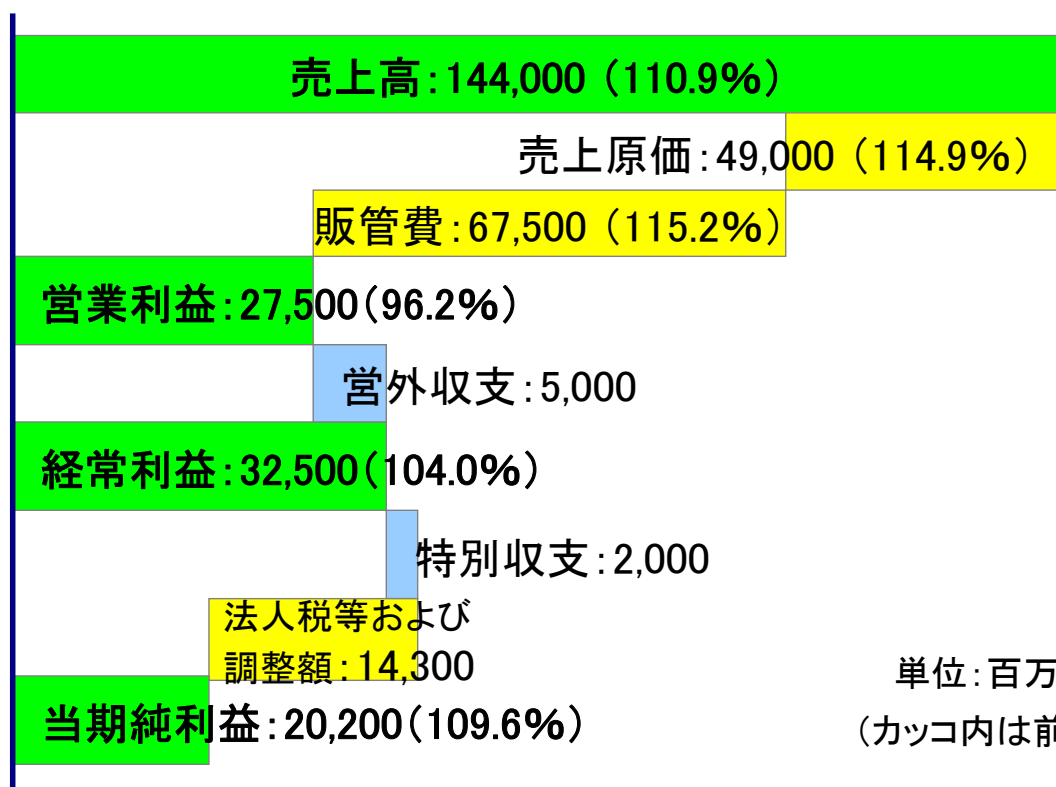 売上高:144,000（110.9%）
売上原価:49,000（114.9%）
販管費:67,500（115.2%）
営業利益:27,500(96.2%)
営外収支:5,000
経常利益:32,500(104.0%)
特別収支:2,000
法人税等および
調整額:14,300
当期純利益:20,200(109.6%)
単位:百万
(カッコ内は前